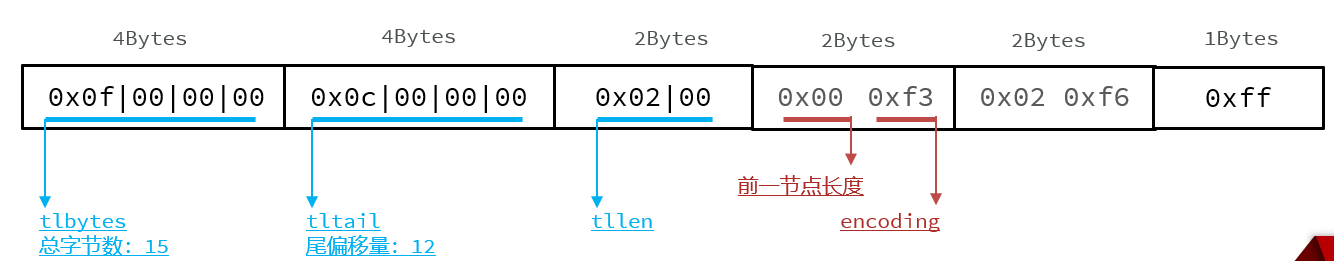 4Bytes 4Bytes 2Bytes 2Bytes 2Bytes 1Bytes
0x0f|00|00|00 0x0c|00|00|00 0x02|00 0x00 0xf3 0x02 0xf6 0xff
前一节点长度
tlbytes tltail tllen encoding
总字节数：15 尾偏移量：12